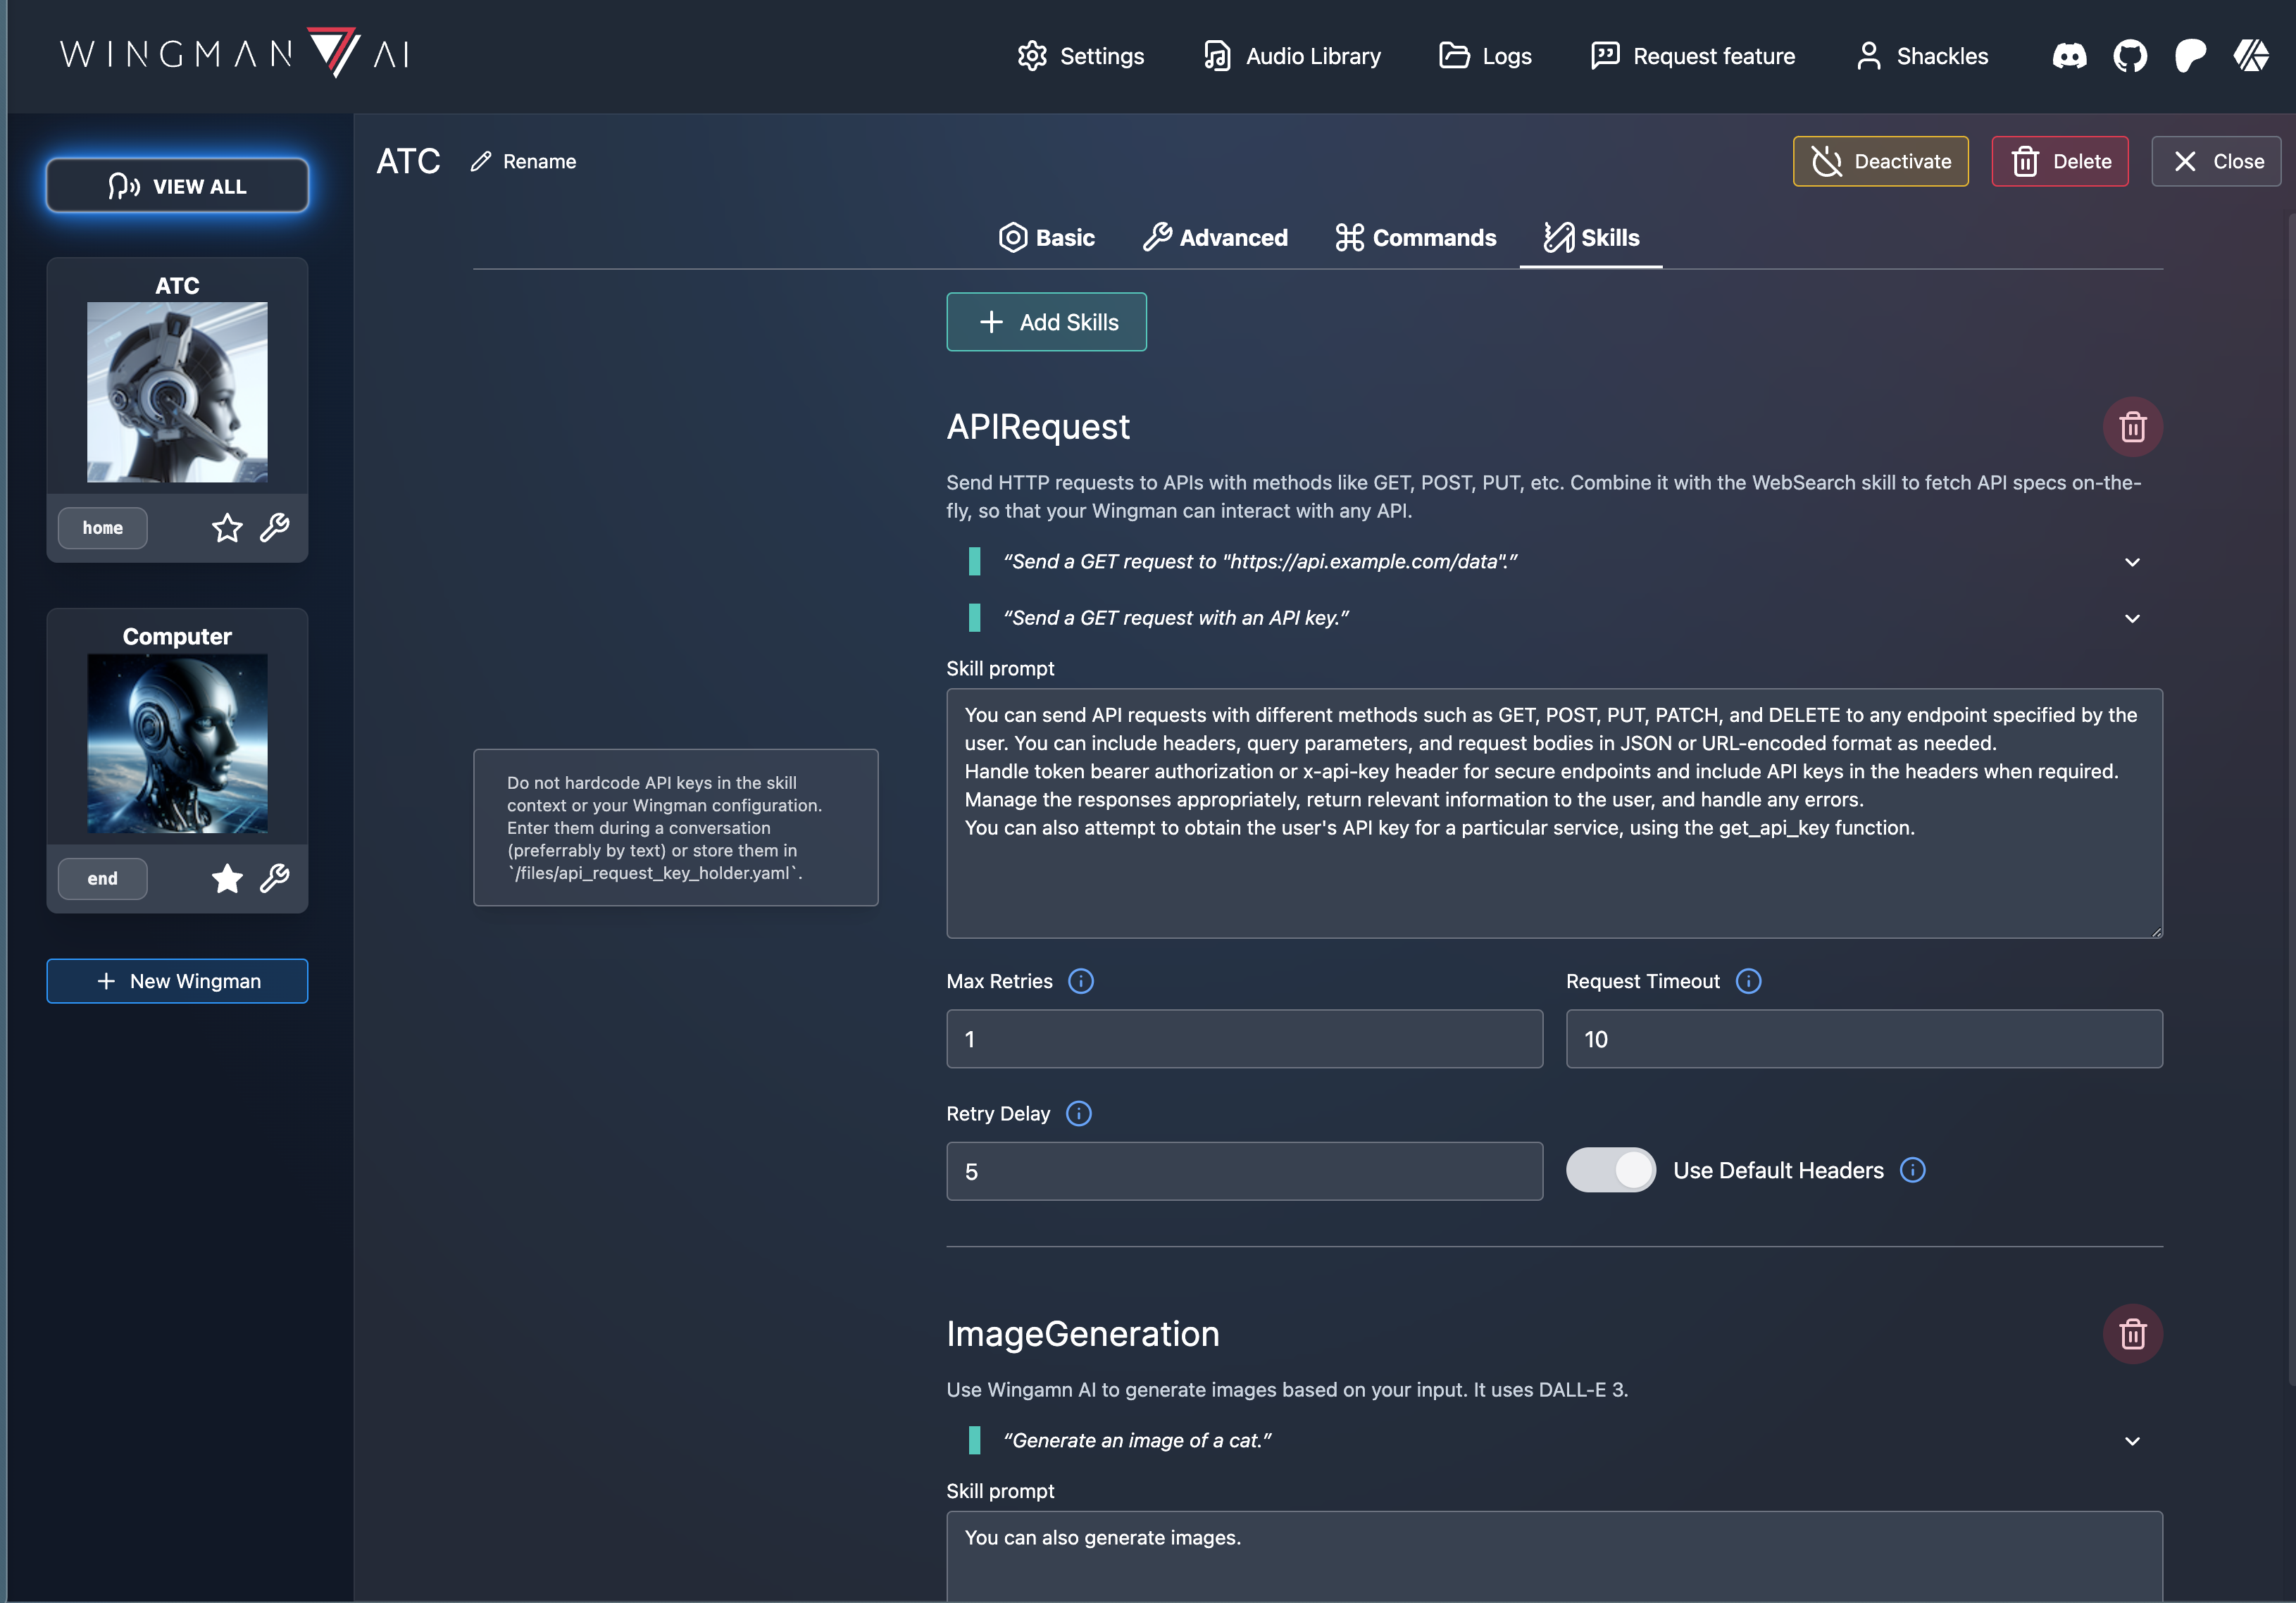 WINGMAN AI
Settings
Audio Library
Logs
Request feature
Shackles
VIEW ALL
ATC
home
Computer
end
New Wingman
ATC
Rename
Deactivate
Delete
Close
Basic
Advanced
Commands
Skills
Add Skills
APIRequest
Send HTTP requests to APIs with methods like GET, POST, PUT, etc. Combine it with the WebSearch skill to fetch API specs on-the-
fly, so that your Wingman can interact with any API.
“Send a GET request to "https://api.example.com/data".”
“Send a GET request with an API key.”
Do not hardcode API keys in the skill
context or your Wingman configuration.
Enter them during a conversation
(preferrably by text) or store them in
`/files/api_request_key_holder.yaml`.
Skill prompt
You can send API requests with different methods such as GET, POST, PUT, PATCH, and DELETE to any endpoint specified by the
user. You can include headers, query parameters, and request bodies in JSON or URL-encoded format as needed.
Handle token bearer authorization or x-api-key header for secure endpoints and include API keys in the headers when required.
Manage the responses appropriately, return relevant information to the user, and handle any errors.
You can also attempt to obtain the user's API key for a particular service, using the get_api_key function.
Max Retries
1
Request Timeout
10
Retry Delay
5
Use Default Headers
ImageGeneration
Use Wingamn AI to generate images based on your input. It uses DALL-E 3.
“Generate an image of a cat.”
Skill prompt
You can also generate images.